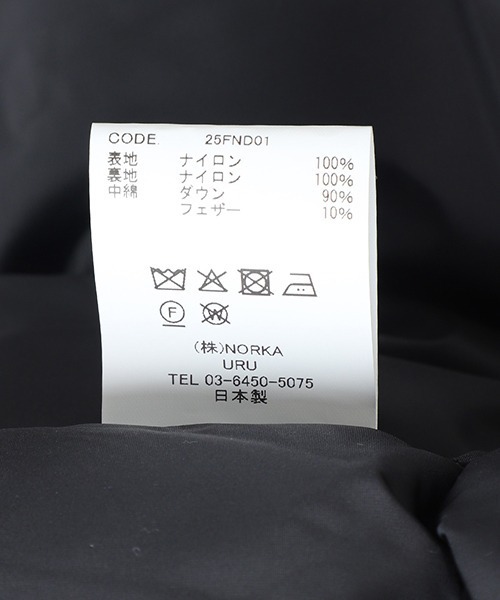 CODE. 25FND01
表地 ナイロン 100%
裏地 ナイロン 100%
中綿 ダウン 90%
フェザー 10%
F W
(株)NORKA
URU
TEL 03-6450-5075
日本製